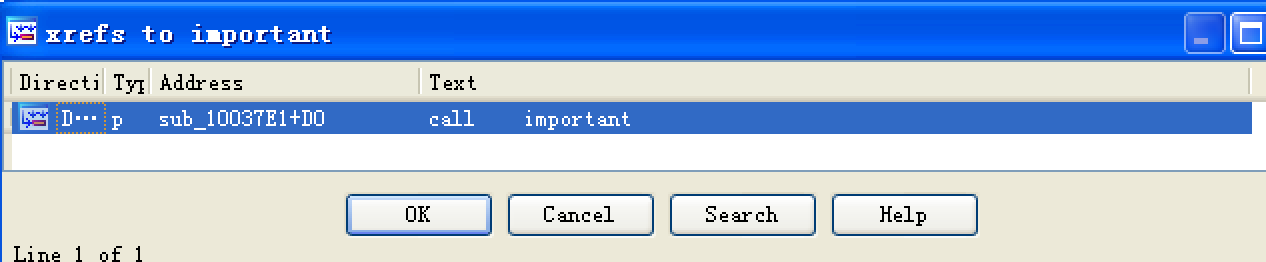 xrefs to important
Directi Typ Address Text
D... p sub_10037E1+D0 call important
OK Cancel Search Help
Line 1 of 1